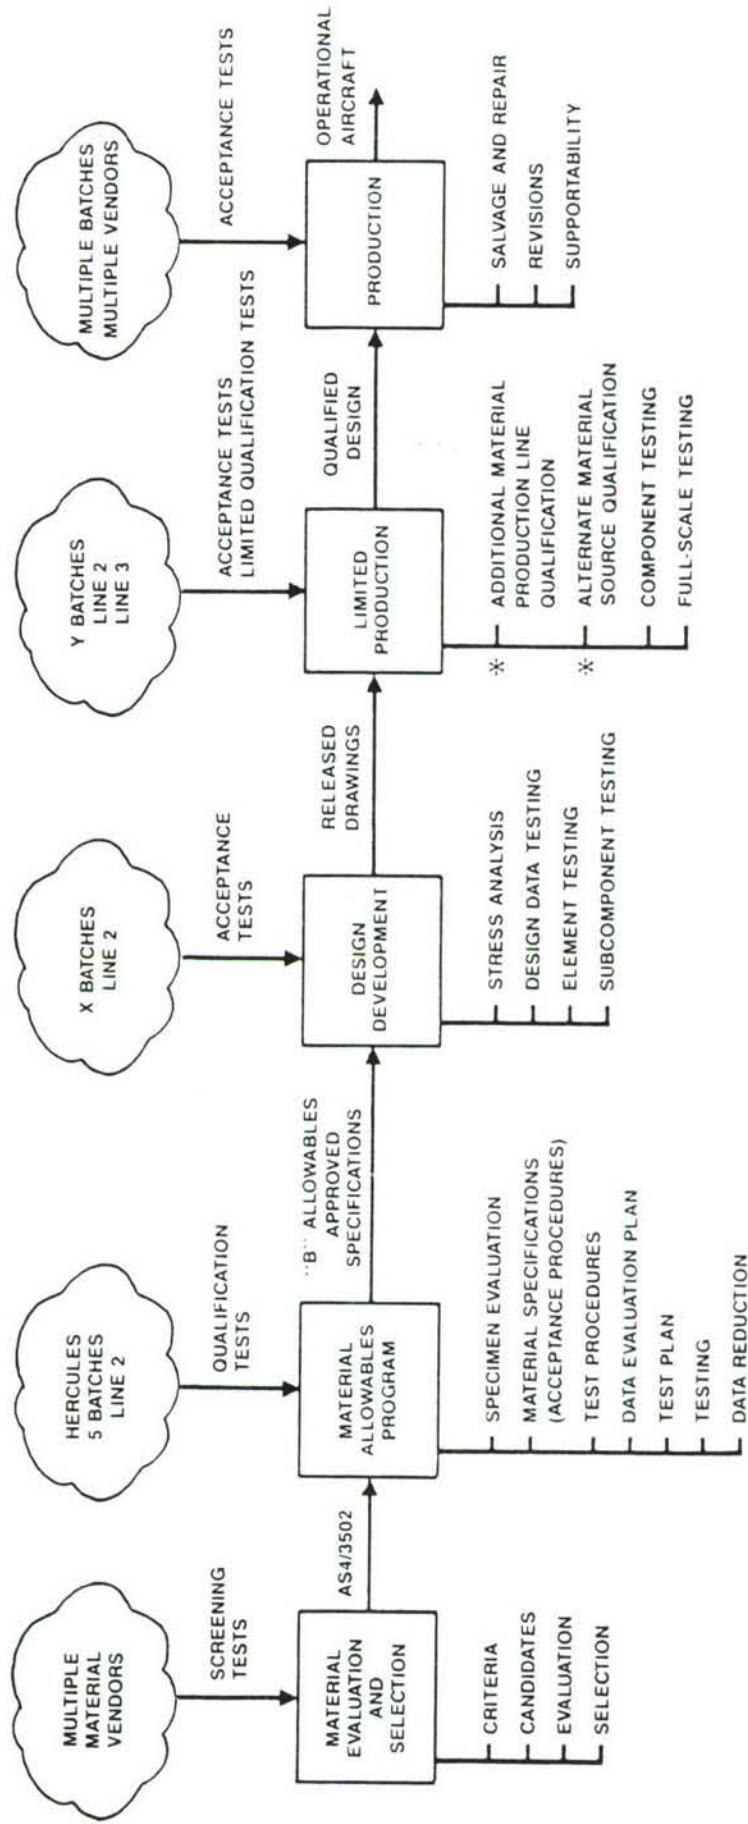 MULTIPLE
MATERIAL
VENDORS
SCREENING
TESTS
MATERIAL
EVALUATION
AND
SELECTION
CRITERIA
CANDIDATES
EVALUATION
SELECTION
AS4/3502
HERCULES
5 BATCHES
LINE 2
QUALIFICATION
TESTS
MATERIAL
ALLOWABLES
PROGRAM
SPECIMEN EVALUATION
MATERIAL SPECIFICATIONS
(ACCEPTANCE PROCEDURES)
TEST PROCEDURES
DATA EVALUATION PLAN
TEST PLAN
TESTING
DATA REDUCTION
"B" ALLOWABLES
APPROVED
SPECIFICATIONS
X BATCHES
LINE 2
ACCEPTANCE
TESTS
DESIGN
DEVELOPMENT
STRESS ANALYSIS
DESIGN DATA TESTING
ELEMENT TESTING
SUBCOMPONENT TESTING
RELEASED
DRAWINGS
Y BATCHES
LINE 2
LINE 3
ACCEPTANCE TESTS
LIMITED QUALIFICATION TESTS
LIMITED
PRODUCTION
* ADDITIONAL MATERIAL
PRODUCTION LINE
QUALIFICATION
* ALTERNATE MATERIAL
SOURCE QUALIFICATION
COMPONENT TESTING
FULL-SCALE TESTING
QUALIFIED
DESIGN
MULTIPLE BATCHES
MULTIPLE VENDORS
ACCEPTANCE TESTS
PRODUCTION
SALVAGE AND REPAIR
REVISIONS
SUPPORTABILITY
OPERATIONAL
AIRCRAFT